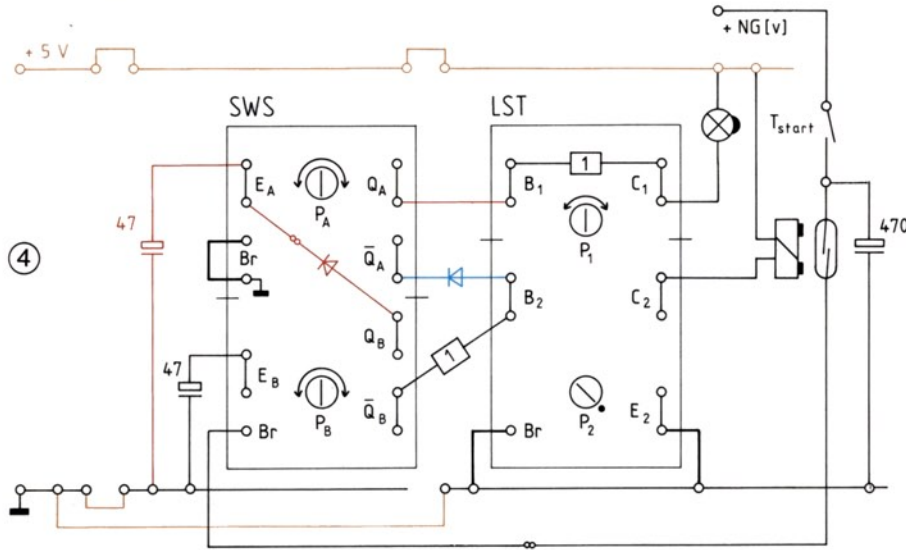 + NG[v]
+ 5 V
SWS
LST
T start
E A
P A
Q A
B 1
1
C 1
47
470
4
Br
Q̅ A
P 1
B 2
C 2
Q B
1
47
E B
P B
Q̅ B
P 2
E 2
Br
Br